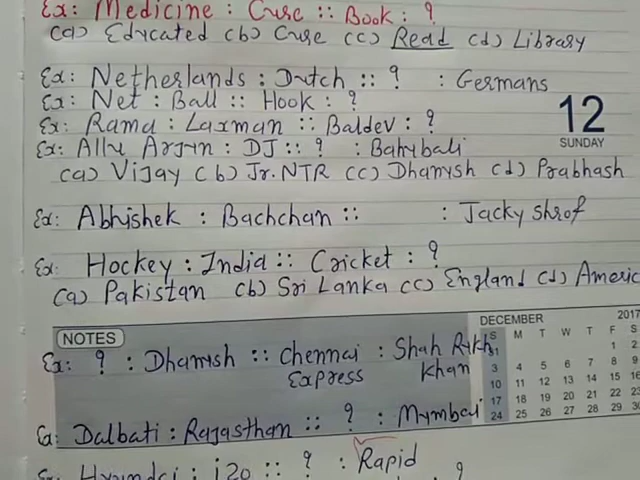 Ex: Medicine : Curse :: Book : ?
(a) Educated (b) Curse (c) Read (d) Library
Ex: Netherlands : Dutch :: ? : Germans
Ex: Net : Ball :: Hook : ?
Ex: Rama : Laxman :: Baldev : ?
12
SUNDAY
Ex: Allu Arjun : DJ :: ? : Bahubali
(a) Vijay (b) Jr. NTR (c) Dhanush (d) Prabhash
Ex: Abhishek : Bachchan :: : Jacky Shrof
Ex: Hockey : India :: Cricket : ?
(a) Pakistan (b) Sri Lanka (c) England (d) Americ
NOTES
DECEMBER 2017
S M T W T F S
31 1 2
3 4 5 6 7 8 9
10 11 12 13 14 15 16
17 18 19 20 21 22 23
24 25 26 27 28 29 30
Ex: ? : Dhanush :: Chennai Express : Shah Rukh Khan
Ex: Dalbati : Rajasthan :: ? : Mumbai
Ex: Hyundai : i20 :: ? : Rapid
?